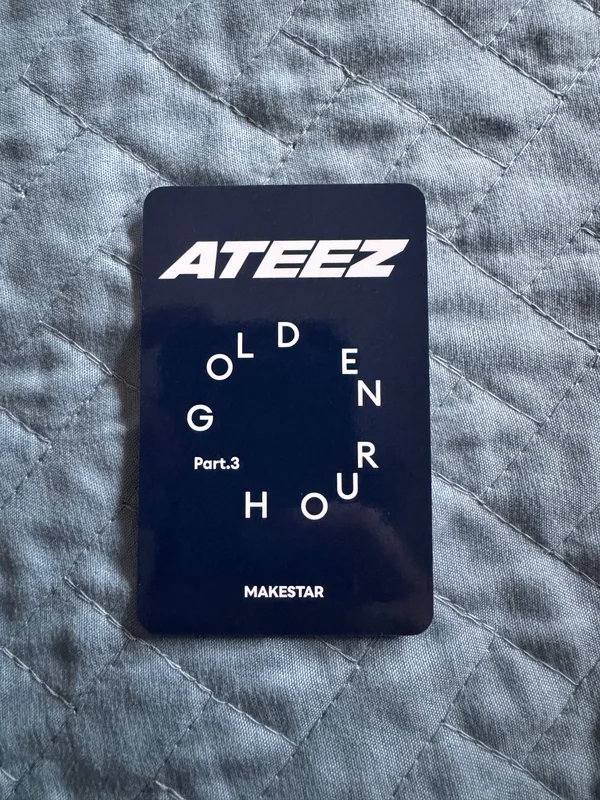 ATEEZ
GOLDEN
HOUR
Part.3
MAKESTAR